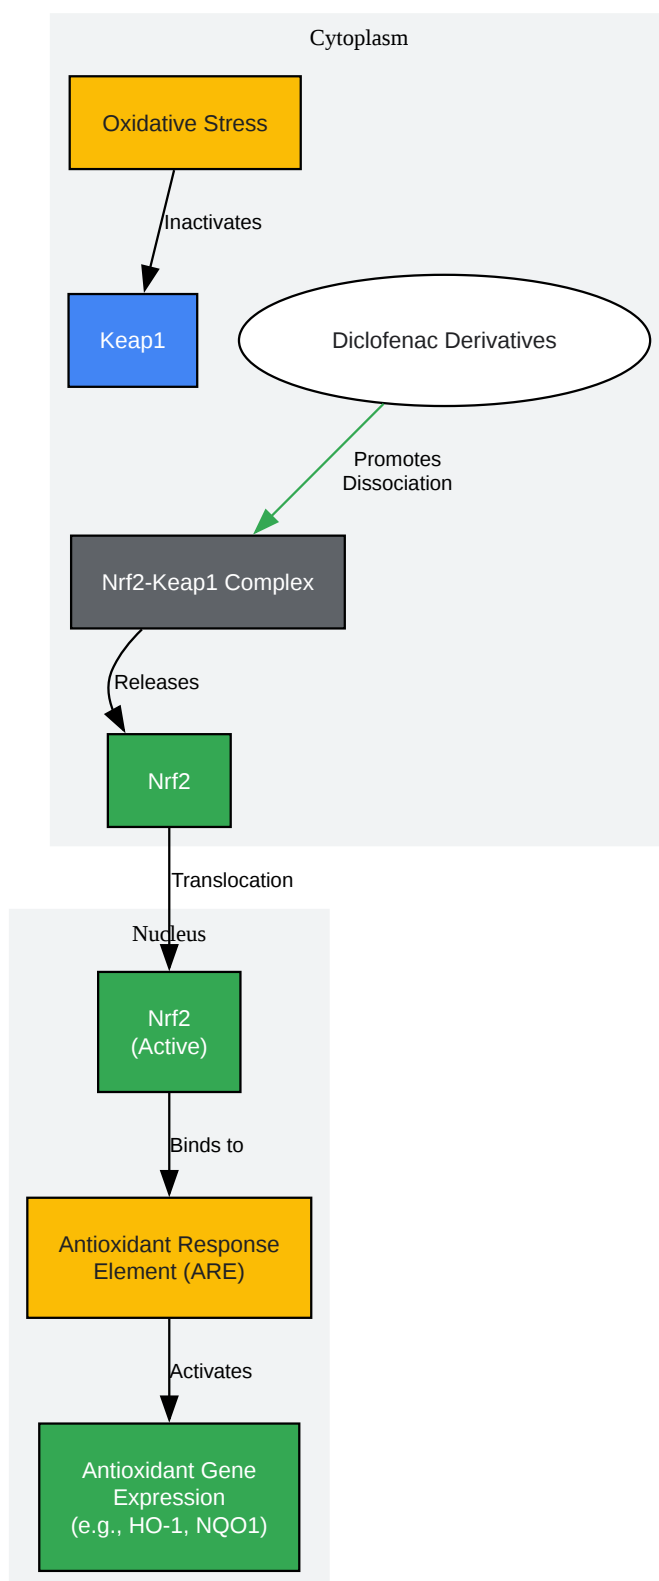 Cytoplasm
Oxidative Stress
Inactivates
Keap1
Diclofenac Derivatives
Promotes
Dissociation
Nrf2-Keap1 Complex
Releases
Nrf2
Translocation
Nucleus
Nrf2
(Active)
Binds to
Antioxidant Response
Element (ARE)
Activates
Antioxidant Gene
Expression
(e.g., HO-1, NQO1)